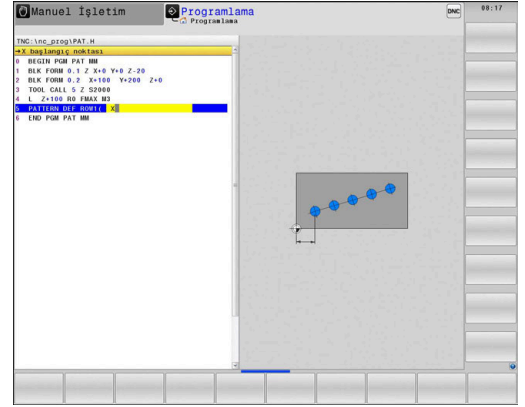 Manuel İşletim
Programlama
Programlama
DNC
08:17
TNC:\nc_prog\PAT.H
→X başlangıç noktası
0 BEGIN PGM PAT MM
1 BLK FORM 0.1 Z X+0 Y+0 Z-20
2 BLK FORM 0.2 X+100 Y+200 Z+0
3 TOOL CALL 5 Z S2000
4 L Z+100 R0 FMAX M3
5 PATTERN DEF ROW1( X
6 END PGM PAT MM